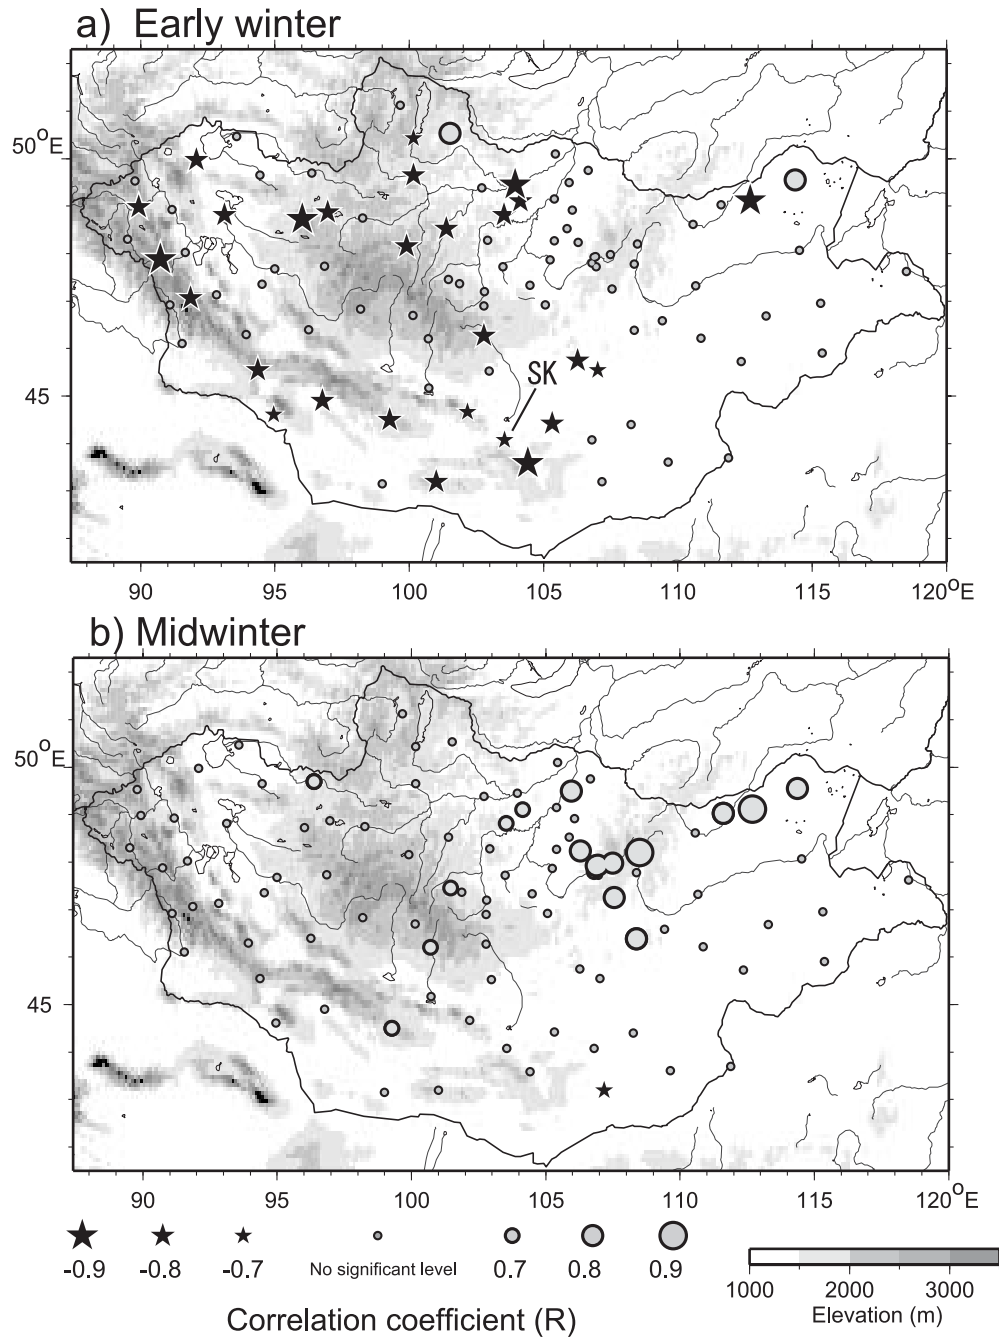 a) Early winter
50°E
SK
45
90 95 100 105 110 115 120°E
b) Midwinter
50°E
45
90 95 100 105 110 115 120°E
-0.9 -0.8 -0.7 No significant level 0.7 0.8 0.9
1000 2000 3000
Elevation (m)
Correlation coefficient (R)